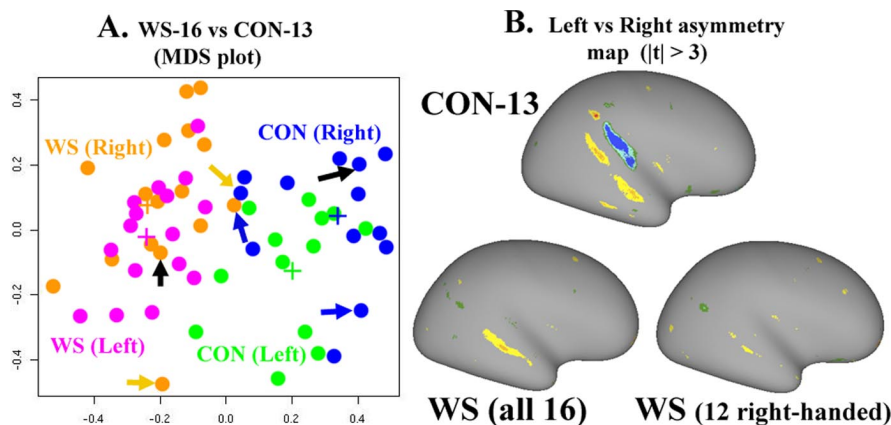 A. WS-16 vs CON-13
(MDS plot)
B. Left vs Right asymmetry
map (|t| > 3)
CON-13
WS (Right)
CON (Right)
WS (Left)
CON (Left)
0.4
0.2
0.0
-0.2
-0.4
-0.4
-0.2
0.0
0.2
0.4
WS (all 16)
WS (12 right-handed)